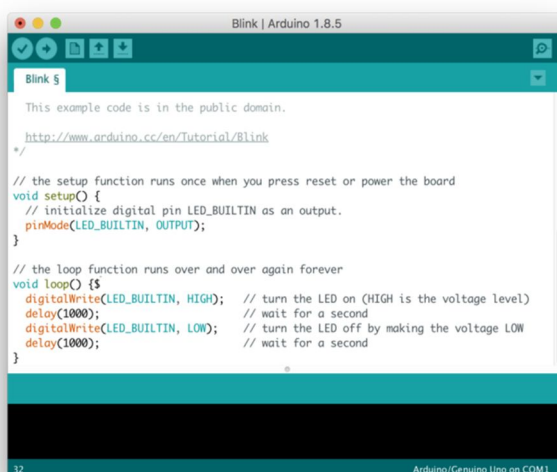 Blink | Arduino 1.8.5
Blink §
This example code is in the public domain.
http://www.arduino.cc/en/Tutorial/Blink
*/
// the setup function runs once when you press reset or power the board
void setup() {
// initialize digital pin LED_BUILTIN as an output.
pinMode(LED_BUILTIN, OUTPUT);
}
// the loop function runs over and over again forever
void loop() {$
digitalWrite(LED_BUILTIN, HIGH); // turn the LED on (HIGH is the voltage level)
delay(1000); // wait for a second
digitalWrite(LED_BUILTIN, LOW); // turn the LED off by making the voltage LOW
delay(1000); // wait for a second
}
32 Arduino/Genuino Uno on COM1